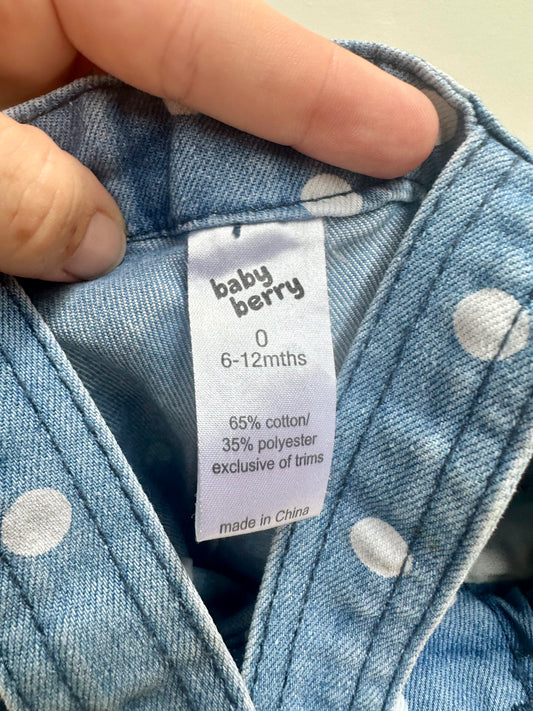 baby
berry
0
6-12mths
65% cotton/
35% polyester
exclusive of trims
made in China